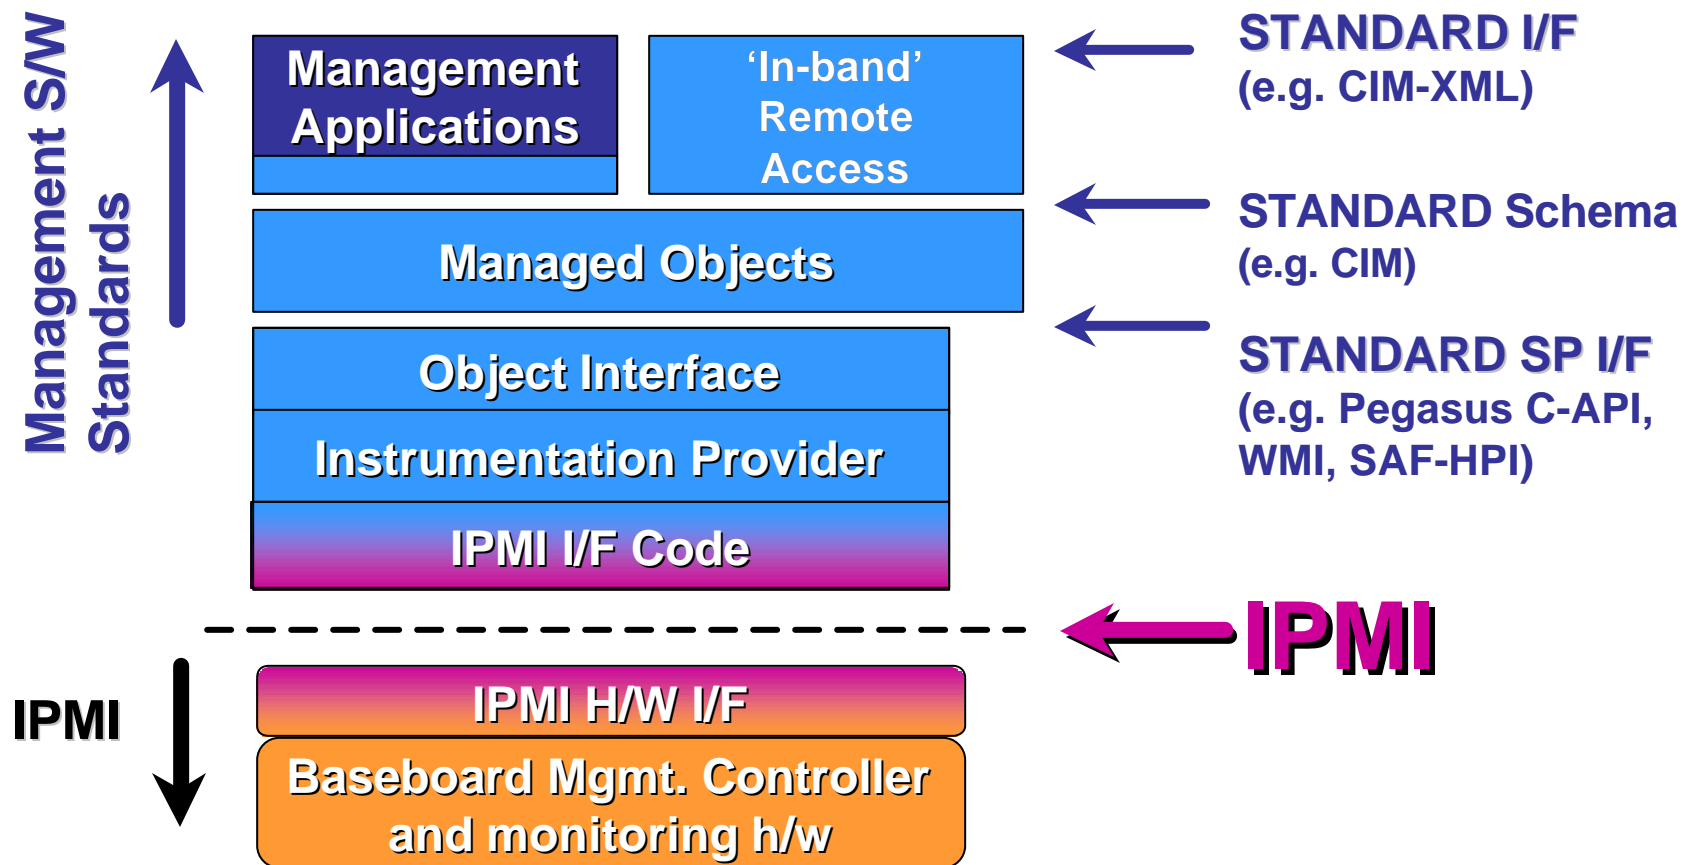 Management S/W
Standards
Management
Applications
‘In-band’
Remote
Access
STANDARD I/F
(e.g. CIM-XML)
Managed Objects
STANDARD Schema
(e.g. CIM)
Object Interface
STANDARD SP I/F
(e.g. Pegasus C-API,
WMI, SAF-HPI)
Instrumentation Provider
IPMI I/F Code
IPMI
IPMI
IPMI H/W I/F
Baseboard Mgmt. Controller
and monitoring h/w